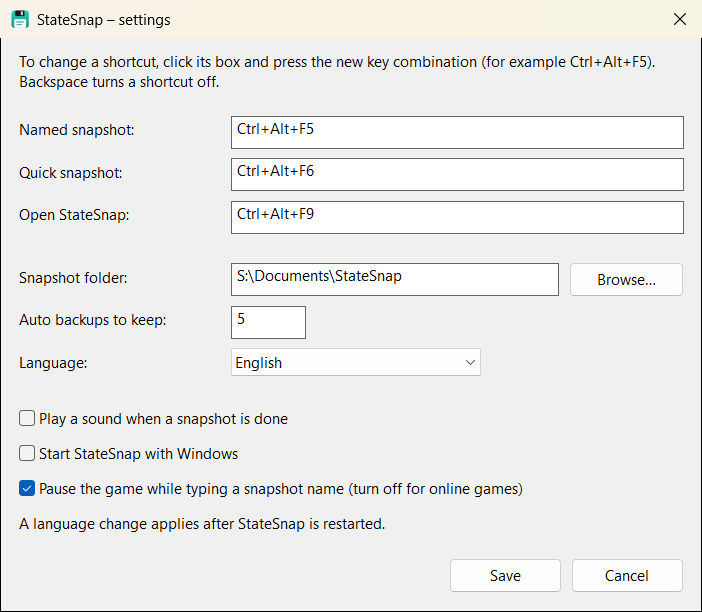 StateSnap – settings
To change a shortcut, click its box and press the new key combination (for example Ctrl+Alt+F5).
Backspace turns a shortcut off.
Named snapshot: Ctrl+Alt+F5
Quick snapshot: Ctrl+Alt+F6
Open StateSnap: Ctrl+Alt+F9
Snapshot folder: S:\Documents\StateSnap Browse...
Auto backups to keep: 5
Language: English
Play a sound when a snapshot is done
Start StateSnap with Windows
Pause the game while typing a snapshot name (turn off for online games)
A language change applies after StateSnap is restarted.
Save Cancel